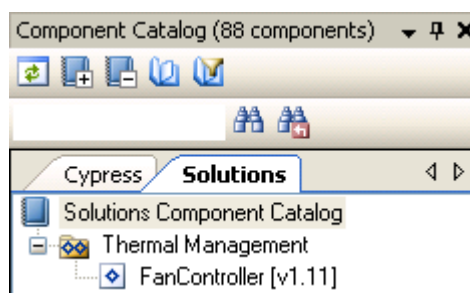 Component Catalog (88 components)
Cypress Solutions
Solutions Component Catalog
Thermal Management
FanController [v1.11]